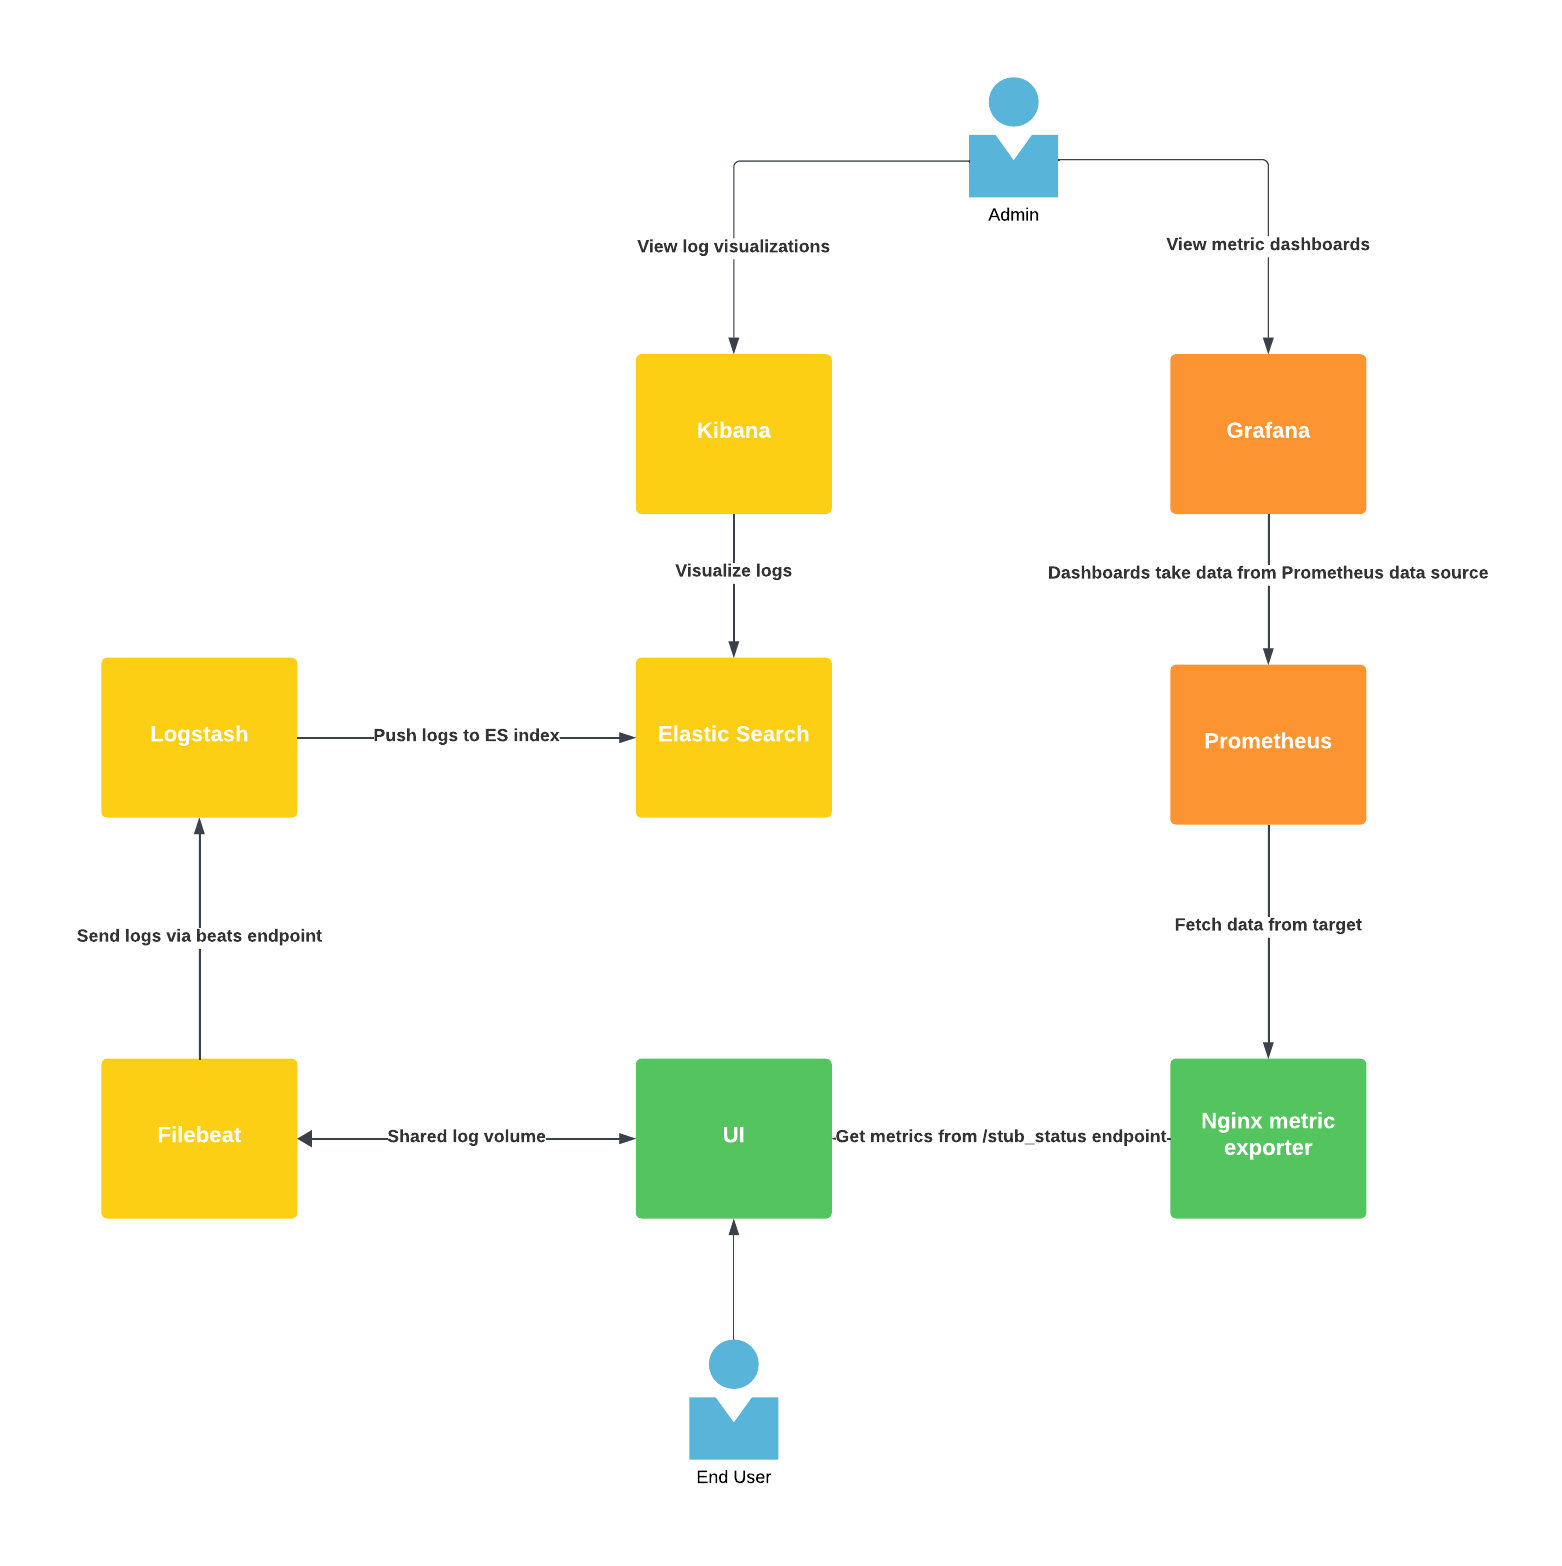 Admin
View log visualizations
View metric dashboards
Kibana
Grafana
Visualize logs
Dashboards take data from Prometheus data source
Logstash
Push logs to ES index
Elastic Search
Prometheus
Send logs via beats endpoint
Fetch data from target
Filebeat
Shared log volume
UI
Get metrics from /stub_status endpoint
Nginx metric
exporter
End User